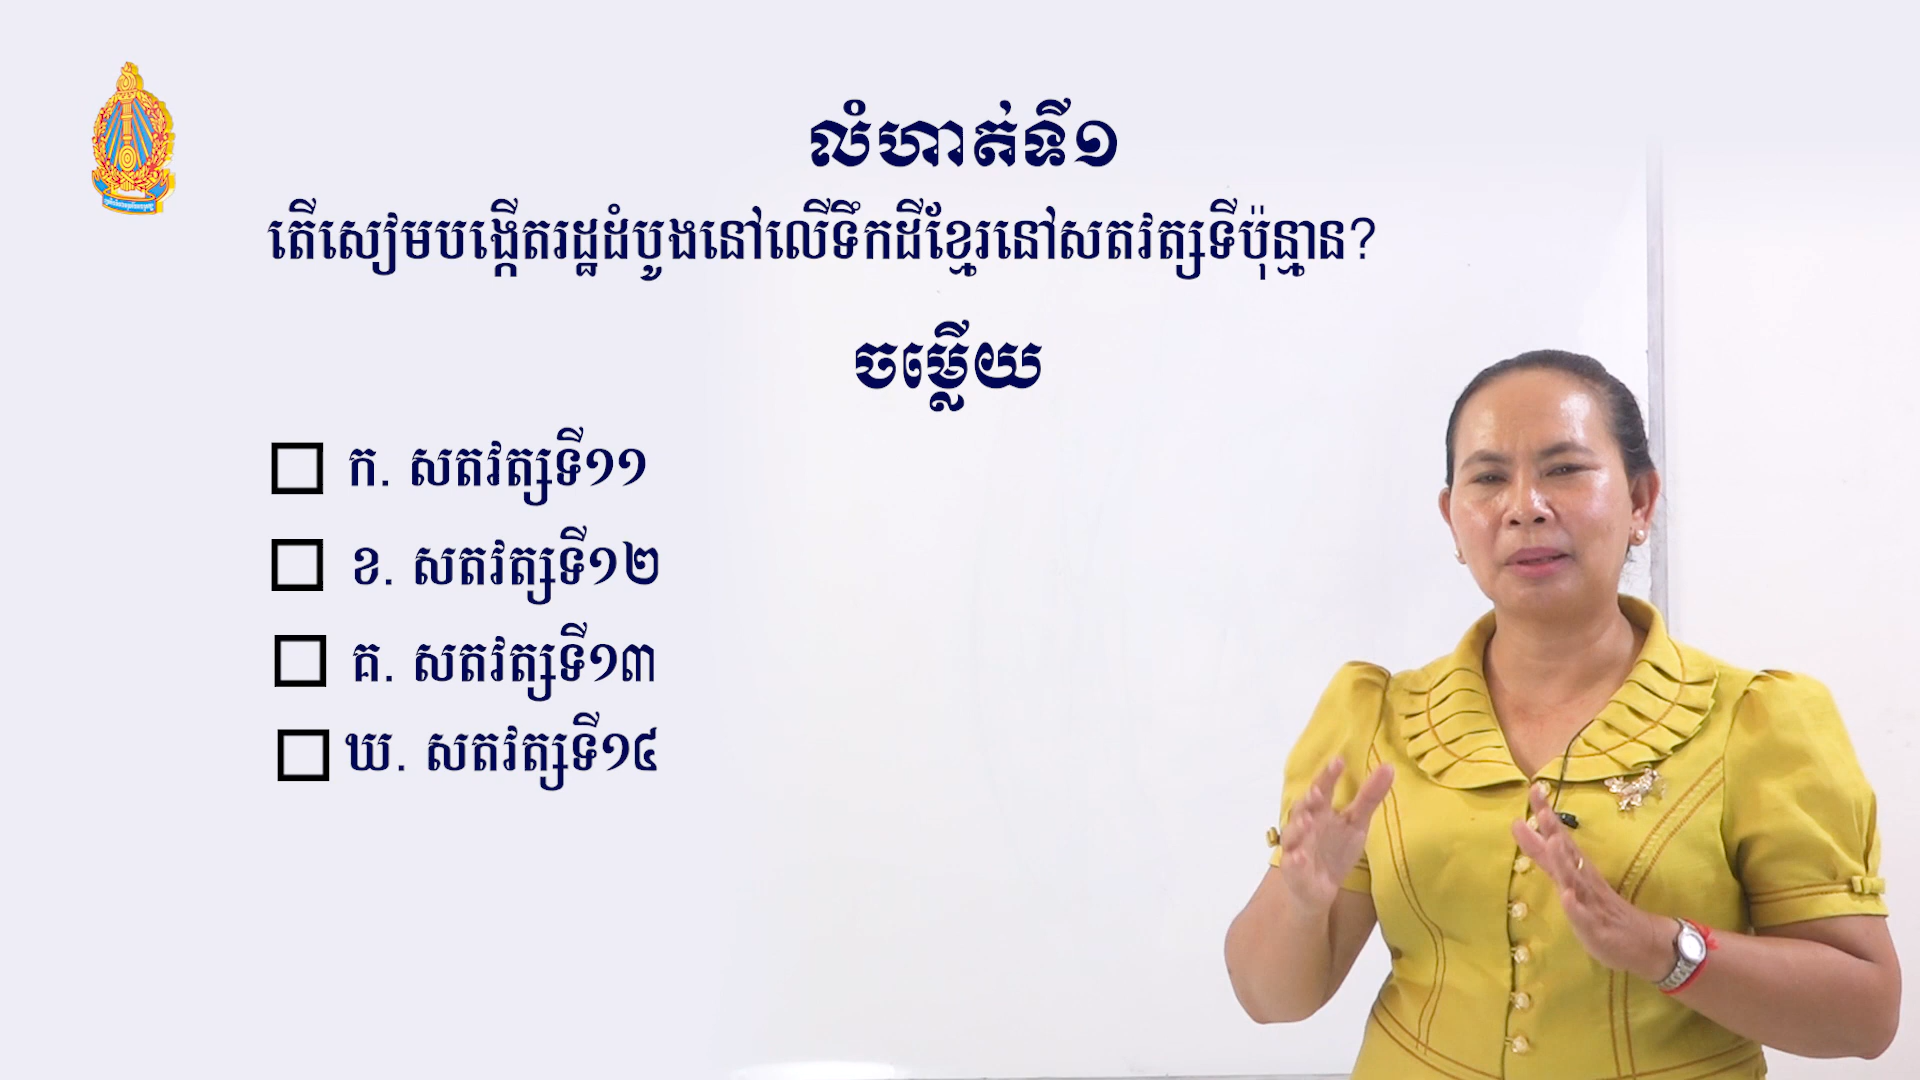 លំហាត់ទី១
តើសៀមបង្កើតរដ្ឋដំបូងនៅលើទឹកដីខ្មែរនៅសតវត្សទីប៉ុន្មាន?
ចម្លើយ
ក. សតវត្សទី១១
ខ. សតវត្សទី១២
គ. សតវត្សទី១៣
ឃ. សតវត្សទី១៤